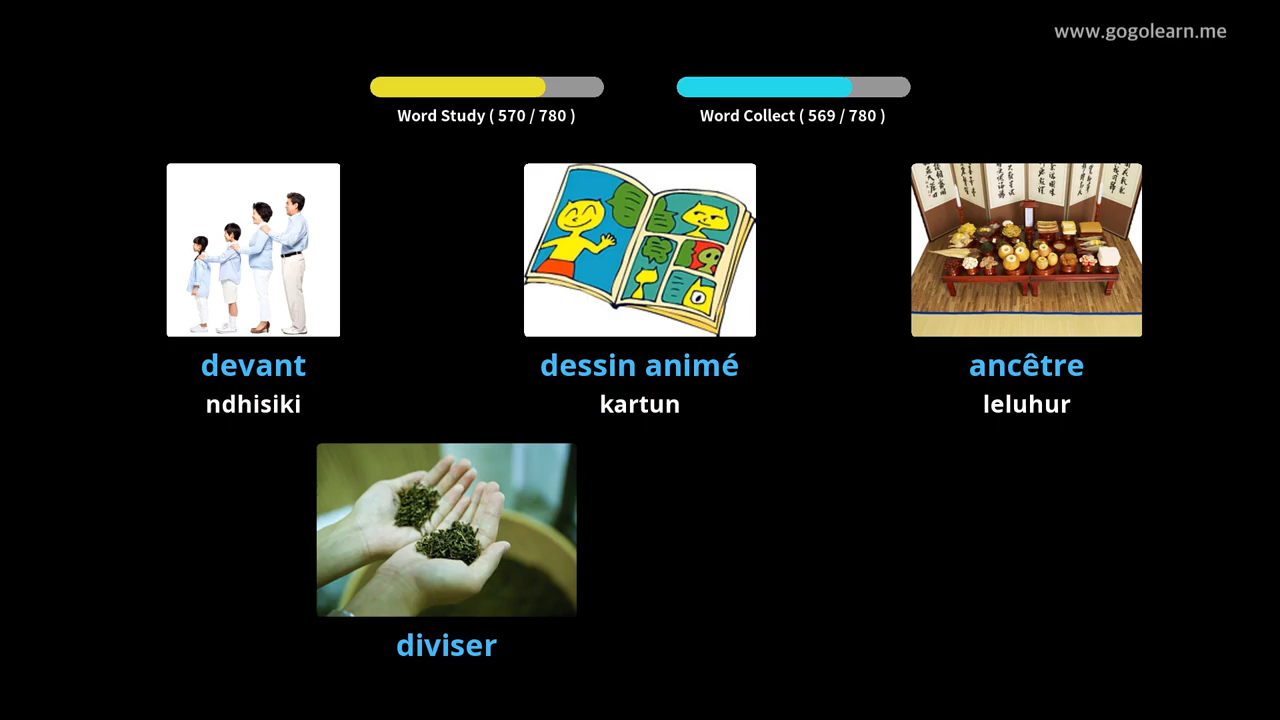 www.gogolearn.me
Word Study ( 570 / 780 )
Word Collect ( 569 / 780 )
devant
ndhisiki
dessin animé
kartun
ancêtre
leluhur
diviser